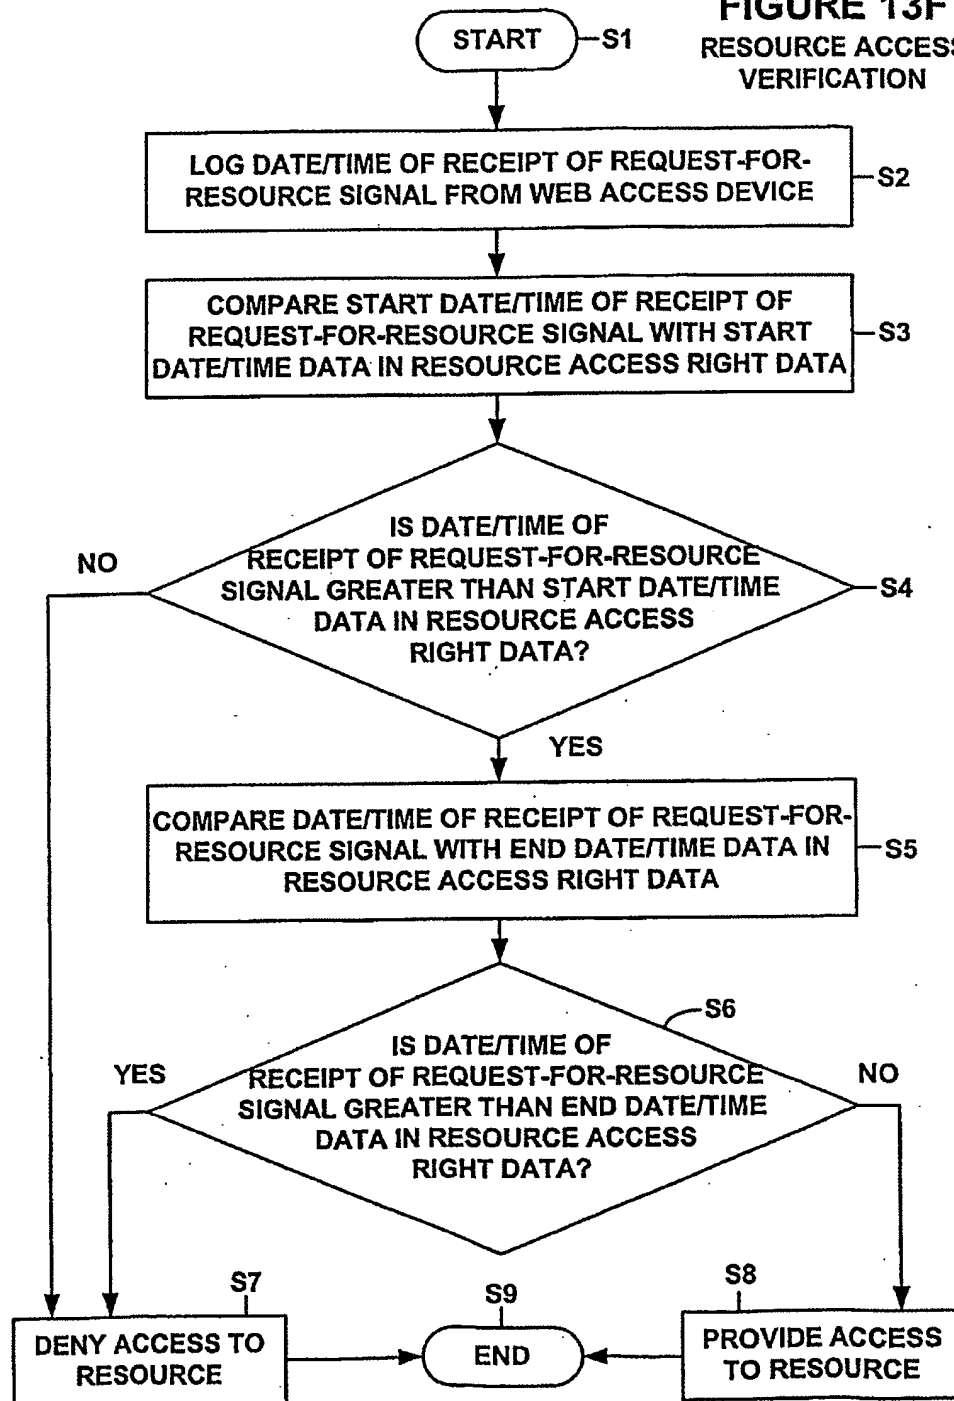 FIGURE 13F
RESOURCE ACCESS
VERIFICATION
START
S1
LOG DATE/TIME OF RECEIPT OF REQUEST-FOR-
RESOURCE SIGNAL FROM WEB ACCESS DEVICE
S2
COMPARE START DATE/TIME OF RECEIPT OF
REQUEST-FOR-RESOURCE SIGNAL WITH START
DATE/TIME DATA IN RESOURCE ACCESS RIGHT DATA
S3
IS DATE/TIME OF
RECEIPT OF REQUEST-FOR-RESOURCE
SIGNAL GREATER THAN START DATE/TIME
DATA IN RESOURCE ACCESS
RIGHT DATA?
S4
NO
YES
COMPARE DATE/TIME OF RECEIPT OF REQUEST-FOR-
RESOURCE SIGNAL WITH END DATE/TIME DATA IN
RESOURCE ACCESS RIGHT DATA
S5
S6
IS DATE/TIME OF
RECEIPT OF REQUEST-FOR-RESOURCE
SIGNAL GREATER THAN END DATE/TIME
DATA IN RESOURCE ACCESS
RIGHT DATA?
YES
NO
S7
DENY ACCESS TO
RESOURCE
S9
END
S8
PROVIDE ACCESS
TO RESOURCE